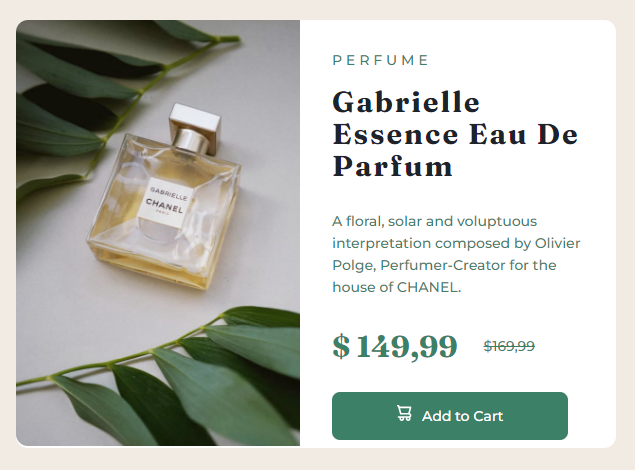 PERFUME
Gabrielle
Essence Eau De
Parfum
A floral, solar and voluptuous
interpretation composed by Olivier
Polge, Perfumer-Creator for the
house of CHANEL.
$ 149,99 $169,99
Add to Cart
GABRIELLE
CHANEL
PARIS